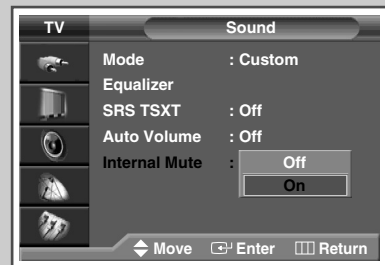 TV
Sound
Mode : Custom
Equalizer
SRS TSXT : Off
Auto Volume : Off
Internal Mute : Off
On
Move Enter Return